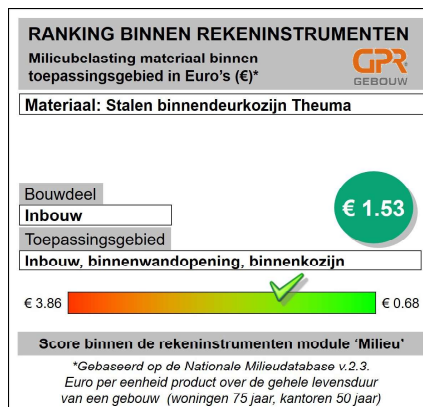 RANKING BINNEN REKENINSTRUMENTEN
Milieubelasting materiaal binnen
toepassingsgebied in Euro's (€)*
GPR
GEBOUW
Materiaal: Stalen binnendeurkozijn Theuma
Bouwdeel
Inbouw
€ 1.53
Toepassingsgebied
Inbouw, binnenwandopening, binnenkozijn
€ 3.86
€ 0.68
Score binnen de rekeninstrumenten module 'Milieu'
*Gebaseerd op de Nationale Milieudatabase v.2.3.
Euro per eenheid product over de gehele levensduur
van een gebouw (woningen 75 jaar, kantoren 50 jaar)